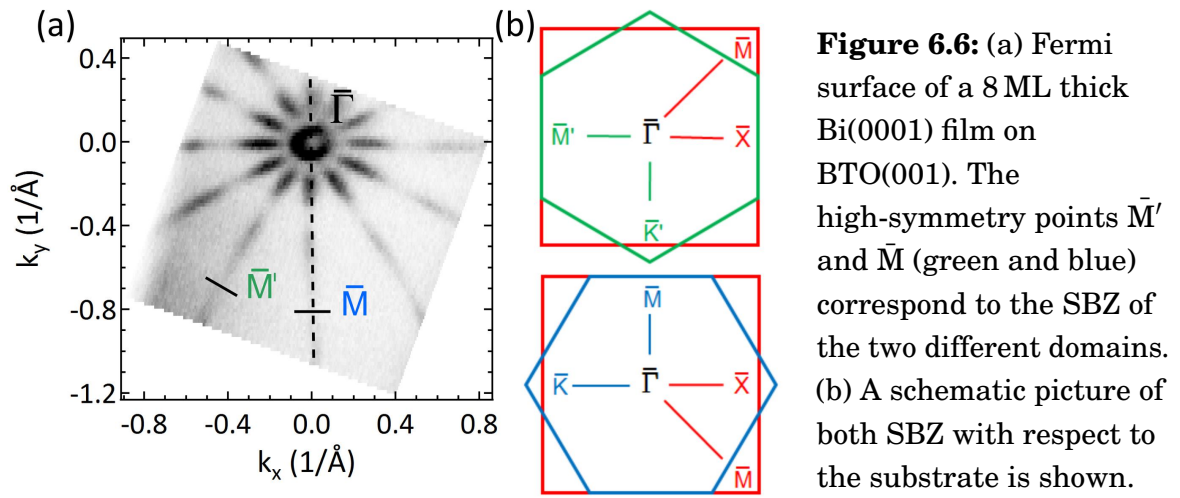 (a)
0.4
0.0
-0.4
-0.8
-1.2
k_y (1/Å)
Γ̄
M̄'
M̄
-0.8 -0.4 0.0 0.4 0.8
k_x (1/Å)
(b)
M̄
M̄' Γ̄ X̄
K̄'
M̄
K̄ Γ̄ X̄
M̄
Figure 6.6: (a) Fermi
surface of a 8 ML thick
Bi(0001) film on
BTO(001). The
high-symmetry points M̄′
and M̄ (green and blue)
correspond to the SBZ of
the two different domains.
(b) A schematic picture of
both SBZ with respect to
the substrate is shown.